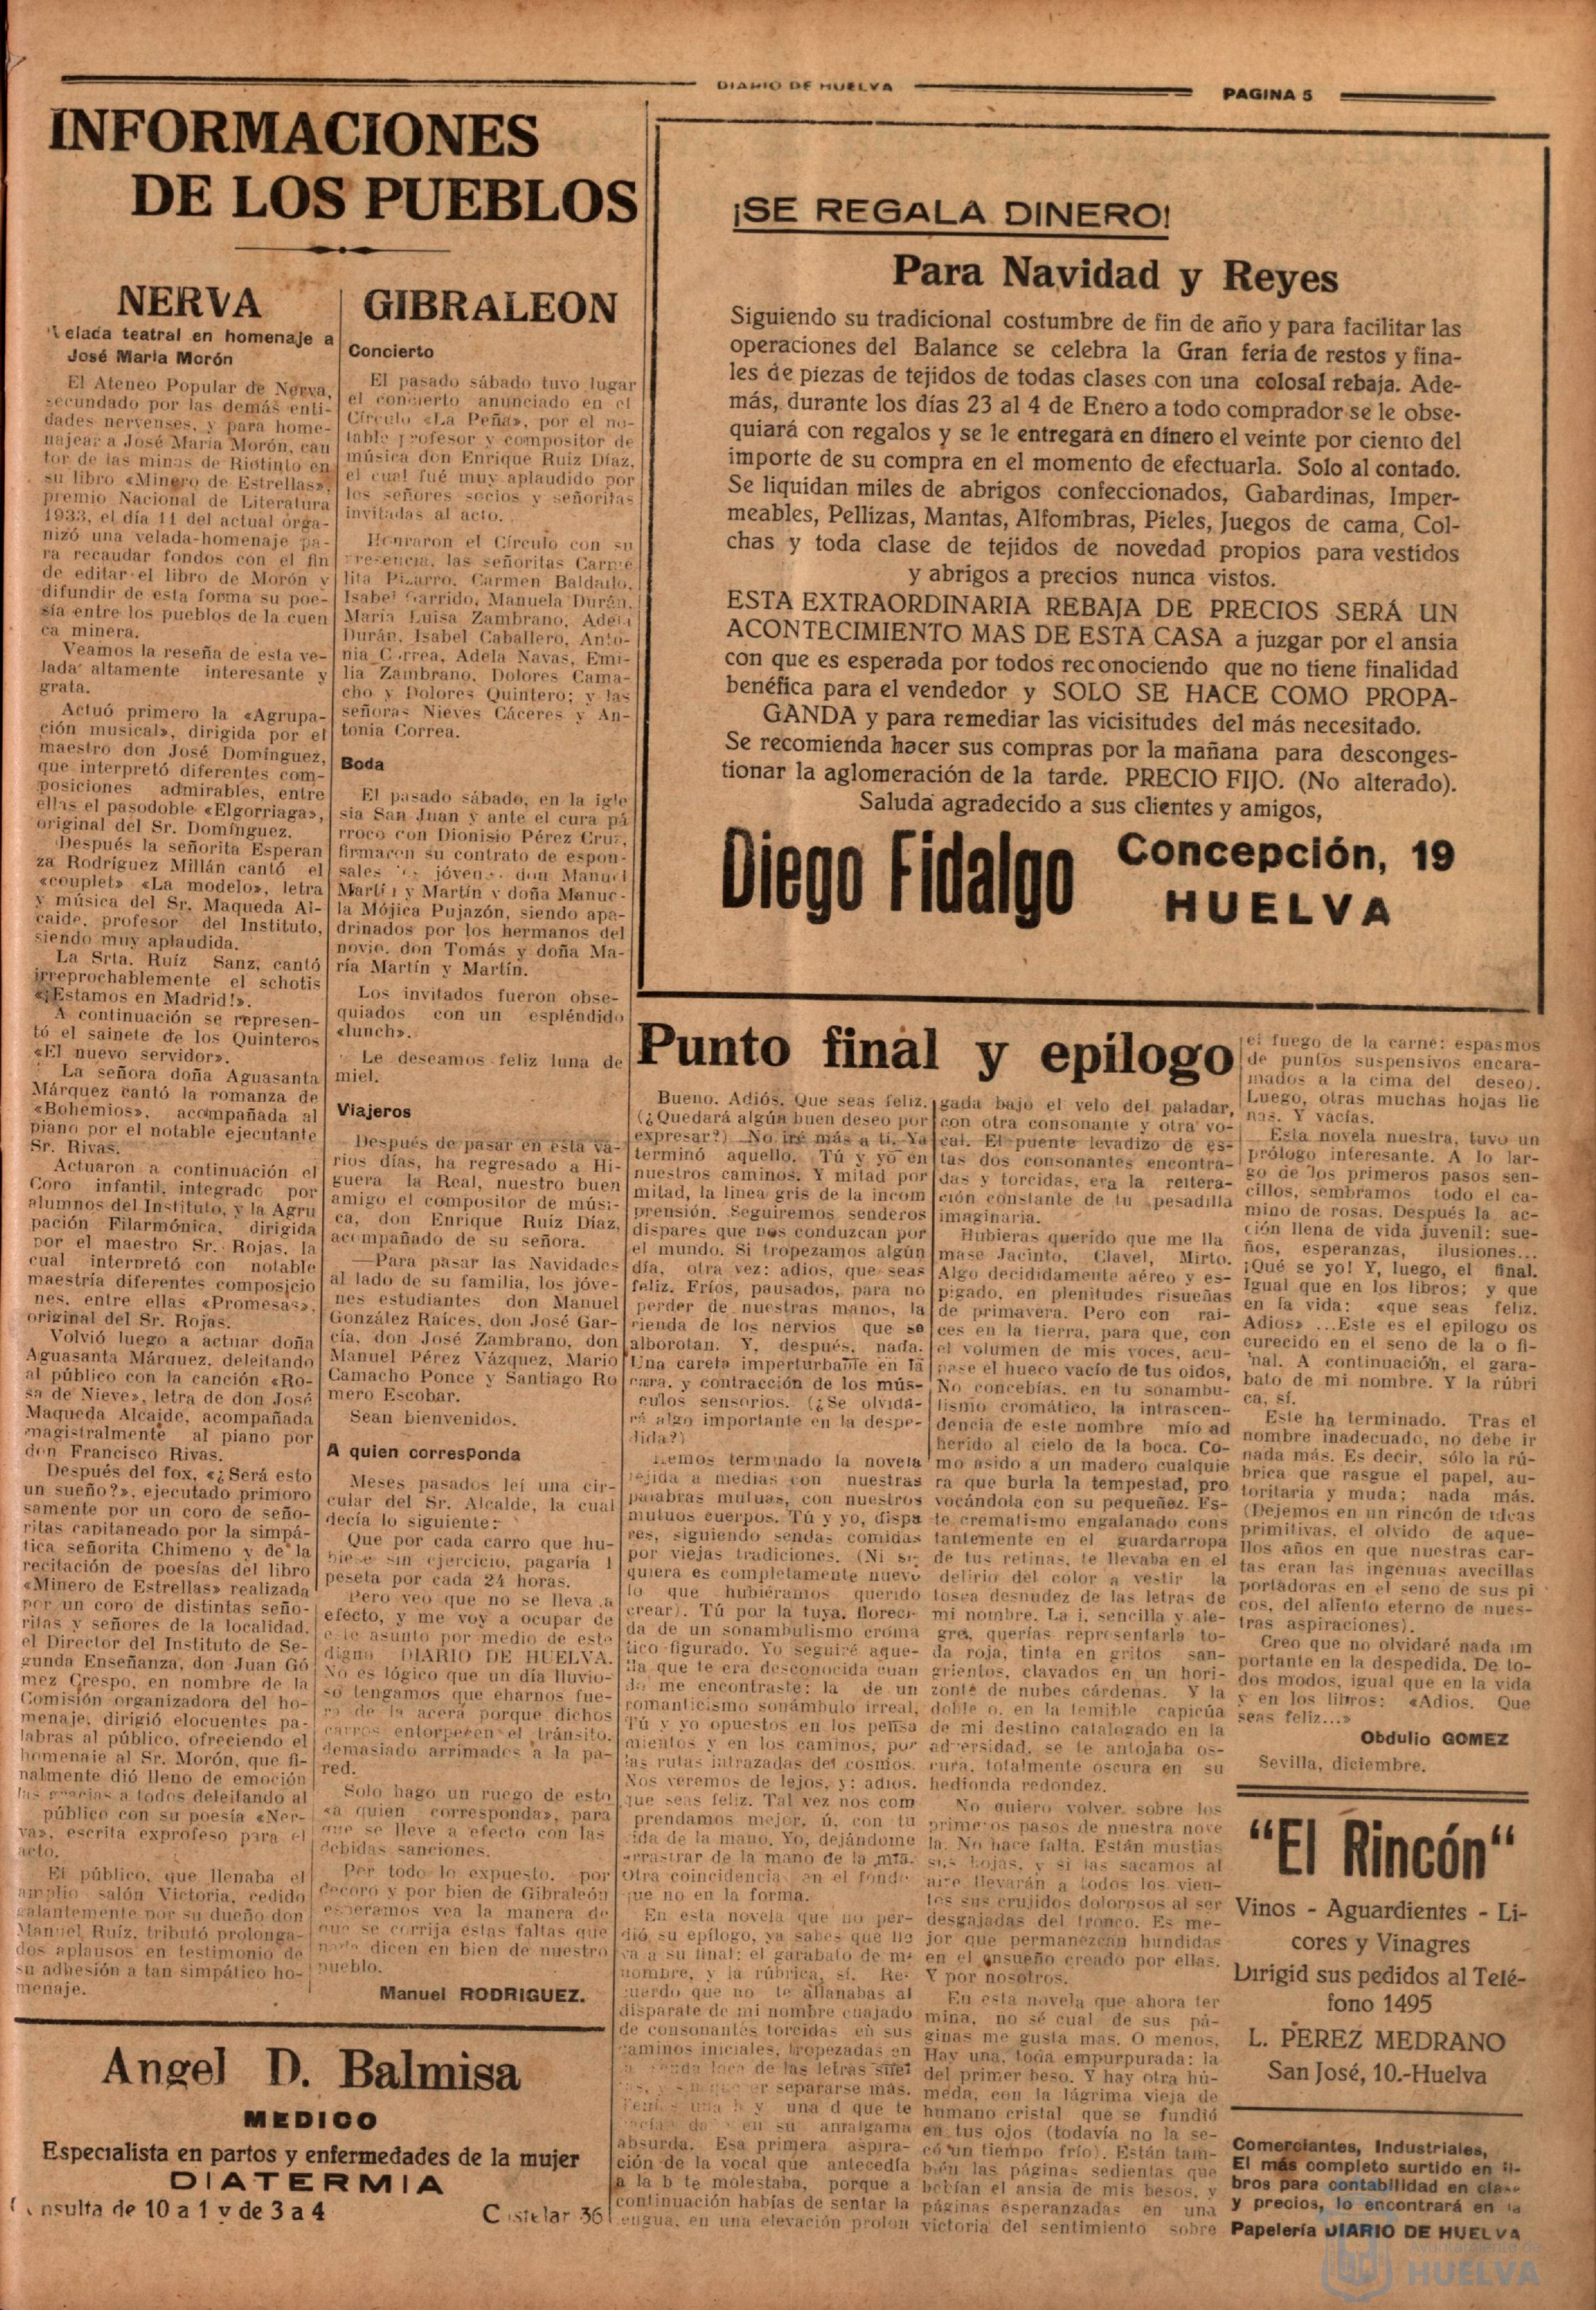 DIARIO DE HUELVA
PAGINA 5
INFORMACIONES
DE LOS PUEBLOS
NERVA
elada teatral en homenaje a
José María Morón
El Ateneo Popular de Nerva,
secundado por las demás enti-
dades nervenses, y para home-
najear a José María Morón, can
tor de las minas de Riotinto en
su libro «Minero de Estrellas»,
premio Nacional de Literatura
1933, el día 11 del actual orga-
nizó una velada-homenaje pa-
ra recaudar fondos con el fin
de editar el libro de Morón y
difundir de esta forma su poe-
sía entre los pueblos de la cuen
ca minera.
Veamos la reseña de esta ve-
lada altamente interesante y
grata.
Actuó primero la «Agrupa-
ción musical», dirigida por el
maestro don José Domínguez,
que interpretó diferentes com-
posiciones admirables, entre
ellas el pasodoble «Elgorriaga»,
original del Sr. Domínguez.
Después la señorita Esperan
za Rodríguez Millán cantó el
«couplet» «La modelo», letra
y música del Sr. Maqueda Al-
caide, profesor del Instituto,
siendo muy aplaudida.
La Srta. Ruíz Sanz, cantó
irreprochablemente el schotis
«¡Estamos en Madrid!».
A continuación se represen-
tó el sainete de los Quinteros
«El nuevo servidor».
La señora doña Aguasanta
Márquez cantó la romanza de
«Bohemios», acompañada al
piano por el notable ejecutante
Sr. Rivas.
Actuaron a continuación el
Coro infantil, integrado por
alumnos del Instituto, y la Agru
pación Filarmónica, dirigida
por el maestro Sr. Rojas, la
cual interpretó con notable
maestría diferentes composicio
nes, entre ellas «Promesas»,
original del Sr. Rojas.
Volvió luego a actuar doña
Aguasanta Márquez, deleitando
al público con la canción «Ro-
sa de Nieve», letra de don José
Maqueda Alcaide, acompañada
magistralmente al piano por
don Francisco Rivas.
Después del fox, «¿Será esto
un sueño?», ejecutado primoro
samente por un coro de seño-
ritas capitaneado por la simpá-
tica señorita Chimeno y de la
recitación de poesías del libro
«Minero de Estrellas» realizada
por un coro de distintas seño-
ritas y señores de la localidad,
el Director del Instituto de Se-
gunda Enseñanza, don Juan Gó
mez Crespo, en nombre de la
Comisión organizadora del ho-
menaje, dirigió elocuentes pa-
labras al público, ofreciendo el
homenaje al Sr. Morón, que fi-
nalmente dió lleno de emoción
las gracias a todos deleitando al
público con su poesía «Ner-
va», escrita exprofeso para el
acto.
El público, que llenaba el
amplio salón Victoria, cedido
galantemente por su dueño don
Manuel Ruíz, tributó prolonga-
dos aplausos en testimonio de
su adhesión a tan simpático ho-
menaje.
GIBRALEON
Concierto
El pasado sábado tuvo lugar
el concierto anunciado en el
Círculo «La Peña», por el no-
table profesor y compositor de
música don Enrique Ruiz Díaz,
el cual fué muy aplaudido por
los señores socios y señoritas
invitadas al acto.
Honraron el Círculo con su
presencia, las señoritas Carme
lita Pizarro, Carmen Baldado,
Isabel Garrido, Manuela Durán,
María Luisa Zambrano, Adela
Durán, Isabel Caballero, Anto-
nia Correa, Adela Navas, Emi-
lia Zambrano, Dolores Cama-
cho y Dolores Quintero; y las
señoras Nieves Cáceres y An-
tonia Correa.
Boda
El pasado sábado, en la igle
sia San Juan y ante el cura pá
rroco con Dionisio Pérez Cruz,
firmaron su contrato de espon-
sales jóvenes don Manuel
Martín y Martín y doña Manue-
la Mójica Pujazón, siendo apa-
drinados por los hermanos del
novio, don Tomás y doña Ma-
ría Martín y Martín.
Los invitados fueron obse-
quiados con un espléndido
«lunch».
Le deseamos feliz luna de
miel.
Viajeros
Después de pasar en esta va-
rios días, ha regresado a Hi-
guera la Real, nuestro buen
amigo el compositor de músi-
ca, don Enrique Ruiz Díaz,
acompañado de su señora.
—Para pasar las Navidades
al lado de su familia, los jóve-
nes estudiantes don Manuel
González Raíces, don José Gar-
cía, don José Zambrano, don
Manuel Pérez Vázquez, Mario
Camacho Ponce y Santiago Ro
mero Escobar.
Sean bienvenidos.
A quien corresponda
Meses pasados leí una cir-
cular del Sr. Alcalde, la cual
decía lo siguiente:
Que por cada carro que hu-
biese sin ejercicio, pagaría 1
peseta por cada 24 horas.
Pero veo que no se lleva a
efecto, y me voy a ocupar de
este asunto por medio de este
digno DIARIO DE HUELVA.
No es lógico que un día lluvio-
so tengamos que eharnos fue-
ra de la acera porque dichos
carros entorpecen el tránsito,
demasiado arrimados a la pa-
red.
Solo hago un ruego de esto
«a quien corresponda», para
que se lleve a efecto con las
debidas sanciones.
Por todo lo expuesto, por
decoro y por bien de Gibraleón
esperamos vea la manera de
que se corrija estas faltas que
nada dicen en bien de nuestro
pueblo.
Manuel RODRIGUEZ.
Angel D. Balmisa
MEDICO
Especialista en partos y enfermedades de la mujer
DIATERMIA
Consulta de 10 a 1 y de 3 a 4
Castelar 36
¡SE REGALA DINERO!
Para Navidad y Reyes
Siguiendo su tradicional costumbre de fin de año y para facilitar las
operaciones del Balance se celebra la Gran feria de restos y fina-
les de piezas de tejidos de todas clases con una colosal rebaja. Ade-
más, durante los días 23 al 4 de Enero a todo comprador se le obse-
quiará con regalos y se le entregará en dinero el veinte por ciento del
importe de su compra en el momento de efectuarla. Solo al contado.
Se liquidan miles de abrigos confeccionados, Gabardinas, Imper-
meables, Pellizas, Mantas, Alfombras, Pieles, Juegos de cama, Col-
chas y toda clase de tejidos de novedad propios para vestidos
y abrigos a precios nunca vistos.
ESTA EXTRAORDINARIA REBAJA DE PRECIOS SERÁ UN
ACONTECIMIENTO MAS DE ESTA CASA a juzgar por el ansia
con que es esperada por todos reconociendo que no tiene finalidad
benéfica para el vendedor y SOLO SE HACE COMO PROPA-
GANDA y para remediar las vicisitudes del más necesitado.
Se recomienda hacer sus compras por la mañana para desconges-
tionar la aglomeración de la tarde. PRECIO FIJO. (No alterado).
Saluda agradecido a sus clientes y amigos,
Diego Fidalgo
Concepción, 19
HUELVA
Punto final y epílogo
Bueno. Adiós. Que seas feliz.
(¿Quedará algún buen deseo por
expresar?) No iré más a ti. Ya
terminó aquello. Tú y yo en
nuestros caminos. Y mitad por
mitad, la línea gris de la incom
prensión. Seguiremos senderos
dispares que nos conduzcan por
el mundo. Si tropezamos algún
día, otra vez: adios, que seas
feliz. Fríos, pausados, para no
perder de nuestras manos, la
rienda de los nervios que se
alborotan. Y, después, nada.
Una careta imperturbable en la
cara, y contracción de los mús-
culos sensorios. (¿Se olvida-
rá algo importante en la despe-
dida?)
Hemos terminado la novela
tejida a medias con nuestras
palabras mutuas, con nuestros
mutuos cuerpos. Tú y yo, dispa
res, siguiendo sendas comidas
por viejas tradiciones. (Ni si-
quiera es completamente nuevo
lo que hubiéramos querido
crear). Tú por la tuya, floreci-
da de un sonambulismo croma
tico figurado. Yo seguiré aque-
lla que te era desconocida cuan
do me encontraste: la de un
romanticismo sonámbulo irreal,
Tú y yo opuestos en los pensa
mientos y en los caminos, por
las rutas intrazadas del cosmos.
Nos veremos de lejos, y: adios,
que seas feliz. Tal vez nos com
prendamos mejor, ú, con tu
ida de la mano. Yo, dejándome
arrastrar de la mano de la mía.
Otra coincidencia en el fondo
que no en la forma.
En esta novela que no per-
dió su epílogo, ya sabes que lle
va a su final: el garabato de mi
nombre, y la rúbrica, sí. Re-
cuerdo que no te allanabas al
disparate de mi nombre cuajado
de consonantes torcidas en sus
caminos iniciales, tropezadas en
loca de las letras
separarse más.
una b y una d que te
en su amalgama
absurda. Esa primera aspira-
ción de la vocal que antecedía
a la b te molestaba, porque a
continuación habías de sentar la
lengua, en una elevación prolon
gada bajo el velo del paladar,
con otra consonante y otra vo-
cal. El puente levadizo de es-
tas dos consonantes encontra-
das y torcidas, era la reitera-
ción constante de tu pesadilla
imaginaria.
Hubieras querido que me lla
mase Jacinto, Clavel, Mirto.
Algo decididamente aéreo y es-
pigado, en plenitudes risueñas
de primavera. Pero con raí-
ces en la tierra, para que, con
el volumen de mis voces, acu-
nase el hueco vacío de tus oídos,
No concebías, en tu sonambu-
lismo cromático, la intrascen-
dencia de este nombre mío ad
herido al cielo de la boca. Co-
mo asido a un madero cualquie
ra que burla la tempestad, pro
vocándola con su pequeñez. Es-
te crematismo engalanado cons
tantemente en el guardarropa
de tus retinas, te llevaba en el
delirio del color a vestir la
tosca desnudez de las letras de
mi nombre. La i, sencilla y ale-
gre, querías representarla to-
da roja, tinta en gritos san-
grientos, clavados en un hori-
zonte de nubes cárdenas. Y la
doble o, en la temible capicúa
de mi destino catalogado en la
adversidad, se te antojaba os-
cura, totalmente oscura en su
hedionda redondez.
No quiero volver sobre los
primeros pasos de nuestra nove
la. No hace falta. Están mustias
sus hojas, y si las sacamos al
aire llevarán a todos los vien-
tos sus crujidos dolorosos al ser
desgajadas del tronco. Es me-
jor que permanezcan hundidas
en el ensueño creado por ellas.
Y por nosotros.
En esta novela que ahora ter
mina, no sé cual de sus pá-
ginas me gusta mas. O menos,
Hay una, toda empurpurada: la
del primer beso. Y hay otra hú-
meda, con la lágrima vieja de
humano cristal que se fundió
en tus ojos (todavía no la se-
có un tiempo frío). Están tam-
bién las páginas sedientas que
bebían el ansia de mis besos, y
páginas esperanzadas en una
victoria del sentimiento sobre
el fuego de la carne: espasmos
de puntos suspensivos encara-
mados a la cima del deseo).
Luego, otras muchas hojas lle
nas. Y vacías.
Esta novela nuestra, tuvo un
prólogo interesante. A lo lar-
go de los primeros pasos sen-
cillos, sembramos todo el ca-
mino de rosas. Después la ac-
ción llena de vida juvenil: sue-
ños, esperanzas, ilusiones...
¡Qué se yo! Y, luego, el final.
Igual que en los libros; y que
en la vida: «que seas feliz.
Adios» ...Este es el epílogo os
curecido en el seno de la o fi-
nal. A continuación, el gara-
bato de mi nombre. Y la rúbri
ca, sí.
Este ha terminado. Tras el
nombre inadecuado, no debe ir
nada más. Es decir, sólo la rú-
brica que rasgue el papel, au-
toritaria y muda; nada más.
(Dejemos en un rincón de ideas
primitivas, el olvido de aque-
llos años en que nuestras car-
tas eran las ingenuas avecillas
portadoras en el seno de sus pi
cos, del aliento eterno de nues-
tras aspiraciones).
Creo que no olvidaré nada im
portante en la despedida. De to-
dos modos, igual que en la vida
y en los libros: «Adios. Que
seas feliz...»
Obdulio GOMEZ
Sevilla, diciembre.
"El Rincón"
Vinos - Aguardientes - Li-
cores y Vinagres
Dirigid sus pedidos al Telé-
fono 1495
L. PEREZ MEDRANO
San José, 10.-Huelva
Comerciantes, Industriales,
El más completo surtido en li-
bros para contabilidad en clase
y precios, lo encontrará en la
Papelería DIARIO DE HUELVA
Ayuntamiento de
HUELVA